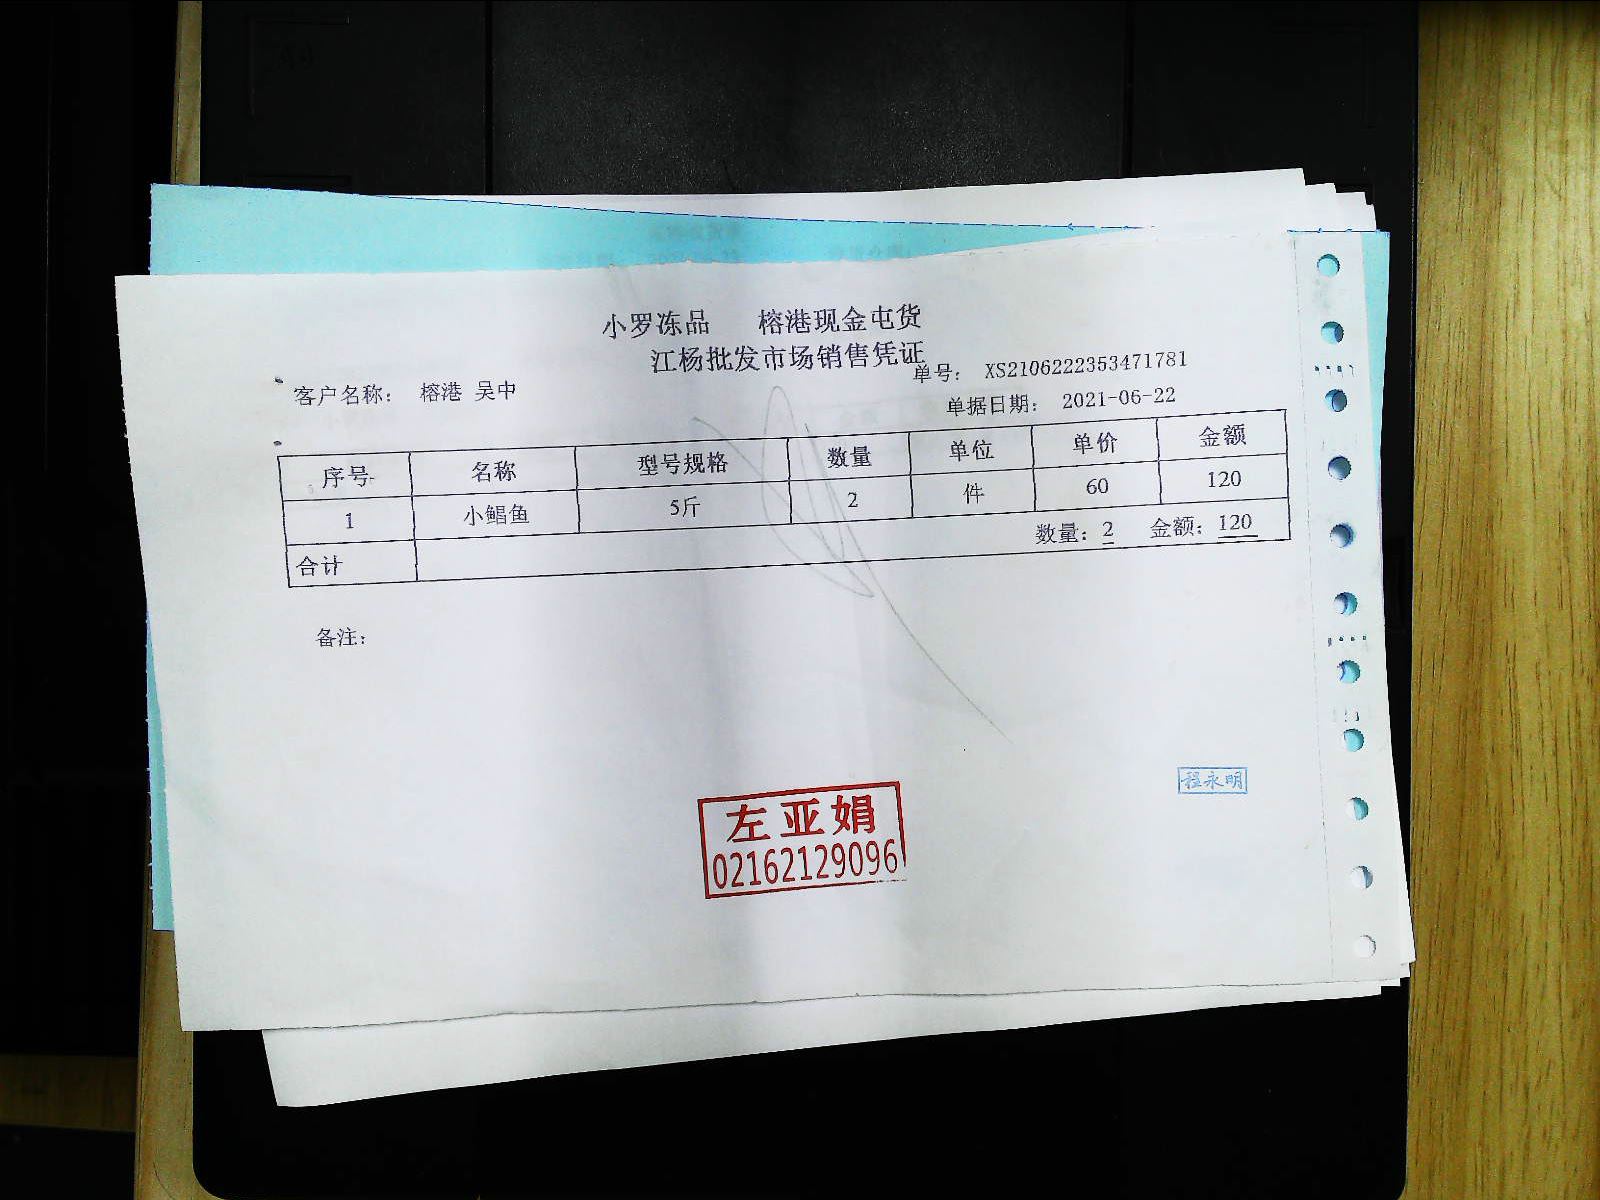 小罗冻品 榕港现金屯货
江杨批发市场销售凭证
单号： XS2106222353471781
客户名称： 榕港 吴中
单据日期： 2021-06-22
序号 名称 型号规格 数量 单位 单价 金额
1 小鲳鱼 5斤 2 件 60 120
合计 数量：2 金额：120
备注：
程永明
左亚娟
02162129096